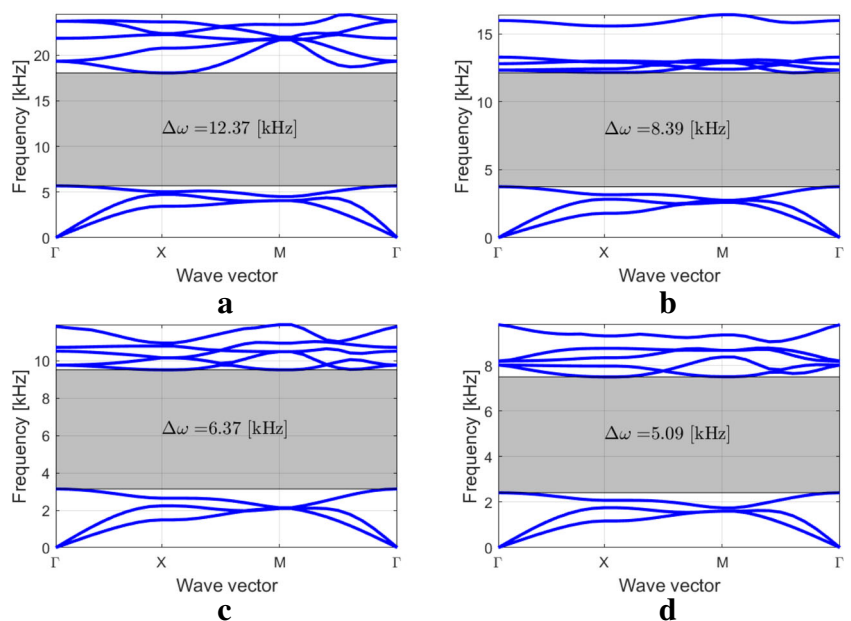 Frequency [kHz]
20
15
10
5
0
Δω =12.37 [kHz]
Γ
X
M
Γ
Wave vector
a
Frequency [kHz]
15
10
5
0
Δω =8.39 [kHz]
Γ
X
M
Γ
Wave vector
b
Frequency [kHz]
10
8
6
4
2
0
Δω =6.37 [kHz]
Γ
X
M
Γ
Wave vector
c
Frequency [kHz]
8
6
4
2
0
Δω =5.09 [kHz]
Γ
X
M
Γ
Wave vector
d